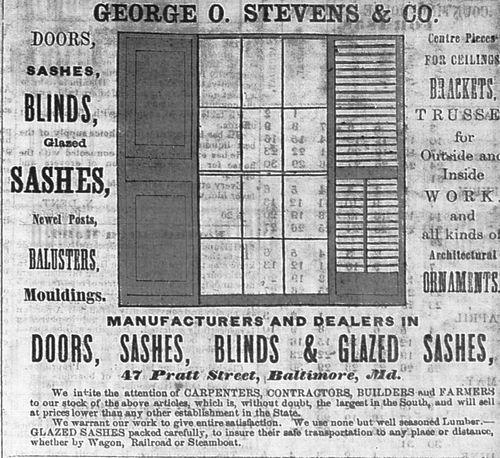 GEORGE O. STEVENS & CO.
DOORS,
SASHES,
BLINDS,
Glazed
SASHES,
Newel Posts,
BALUSTERS,
Mouldings.
Centre Pieces
FOR CEILINGS
BRACKETS,
TRUSSE
for
Outside and
Inside
WORK,
and
all kinds of
Architectural
ORNAMENTS.
MANUFACTURERS AND DEALERS IN
DOORS, SASHES, BLINDS & GLAZED SASHES,
47 Pratt Street, Baltimore, Md.
We invite the attention of CARPENTERS, CONTRACTORS, BUILDERS and FARMERS
to our stock of the above articles, which is, without doubt, the largest in the South, and will sell
at prices lower than any other establishment in the State.
We warrant our work to give entire satisfaction. We use none but well seasoned Lumber.—
GLAZED SASHES packed carefully, to insure their safe transportation to any place or distance,
whether by Wagon, Railroad or Steamboat.